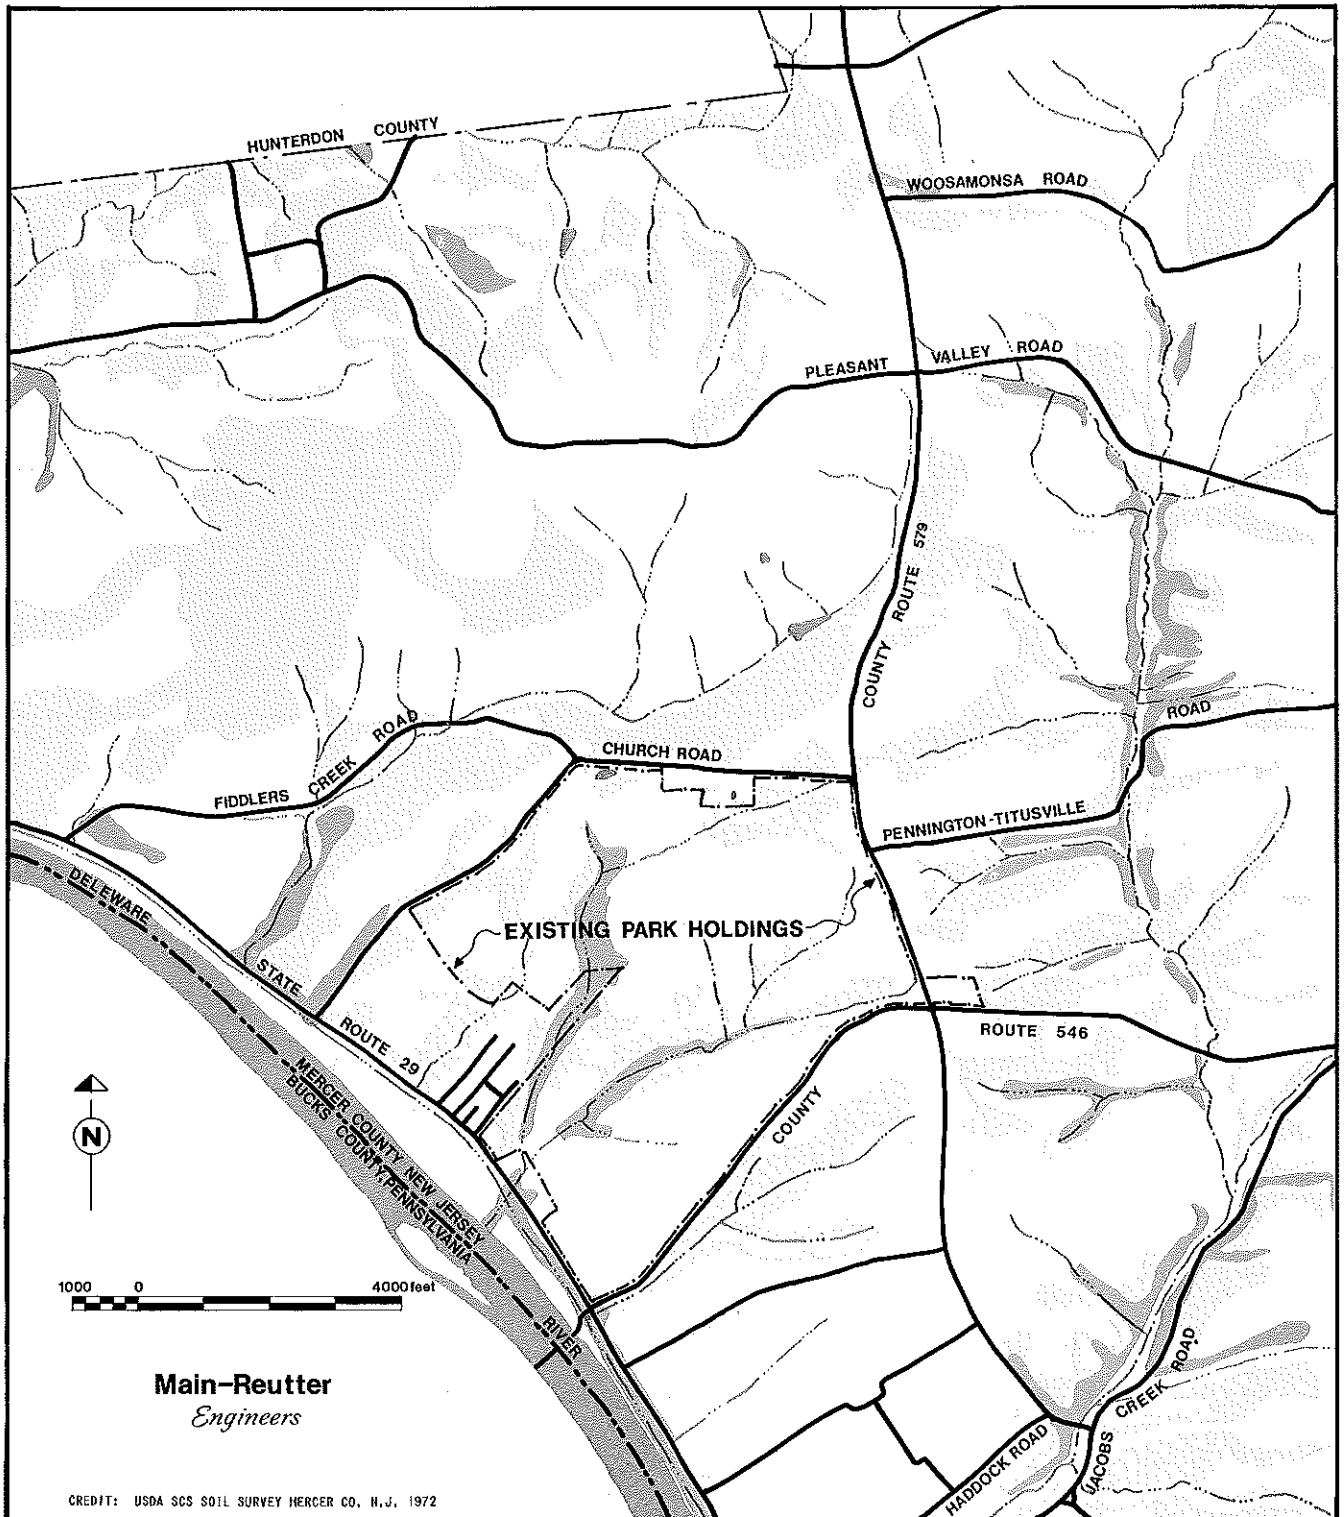 HUNTERDON COUNTY
WOOSAMONSA ROAD
PLEASANT VALLEY ROAD
COUNTY ROUTE 579
FIDDLERS CREEK ROAD
CHURCH ROAD
ROAD
PENNINGTON-TITUSVILLE
DELEWARE
EXISTING PARK HOLDINGS
STATE ROUTE 29
ROUTE 546
COUNTY
MERCER COUNTY NEW JERSEY
BUCKS COUNTY, PENNSYLVANIA
N
1000 0 4000 feet
RIVER
Main-Reutter
Engineers
HADDOCK ROAD
JACOBS CREEK ROAD
CREDIT: USDA SCS SOIL SURVEY MERCER CO. N.J. 1972